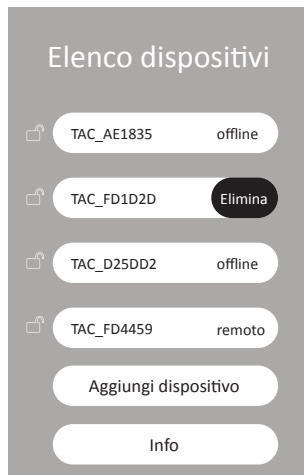 Elenco dispositivi
TAC_AE1835 offline
TAC_FD1D2D Elimina
TAC_D25DD2 offline
TAC_FD4459 remoto
Aggiungi dispositivo
Info